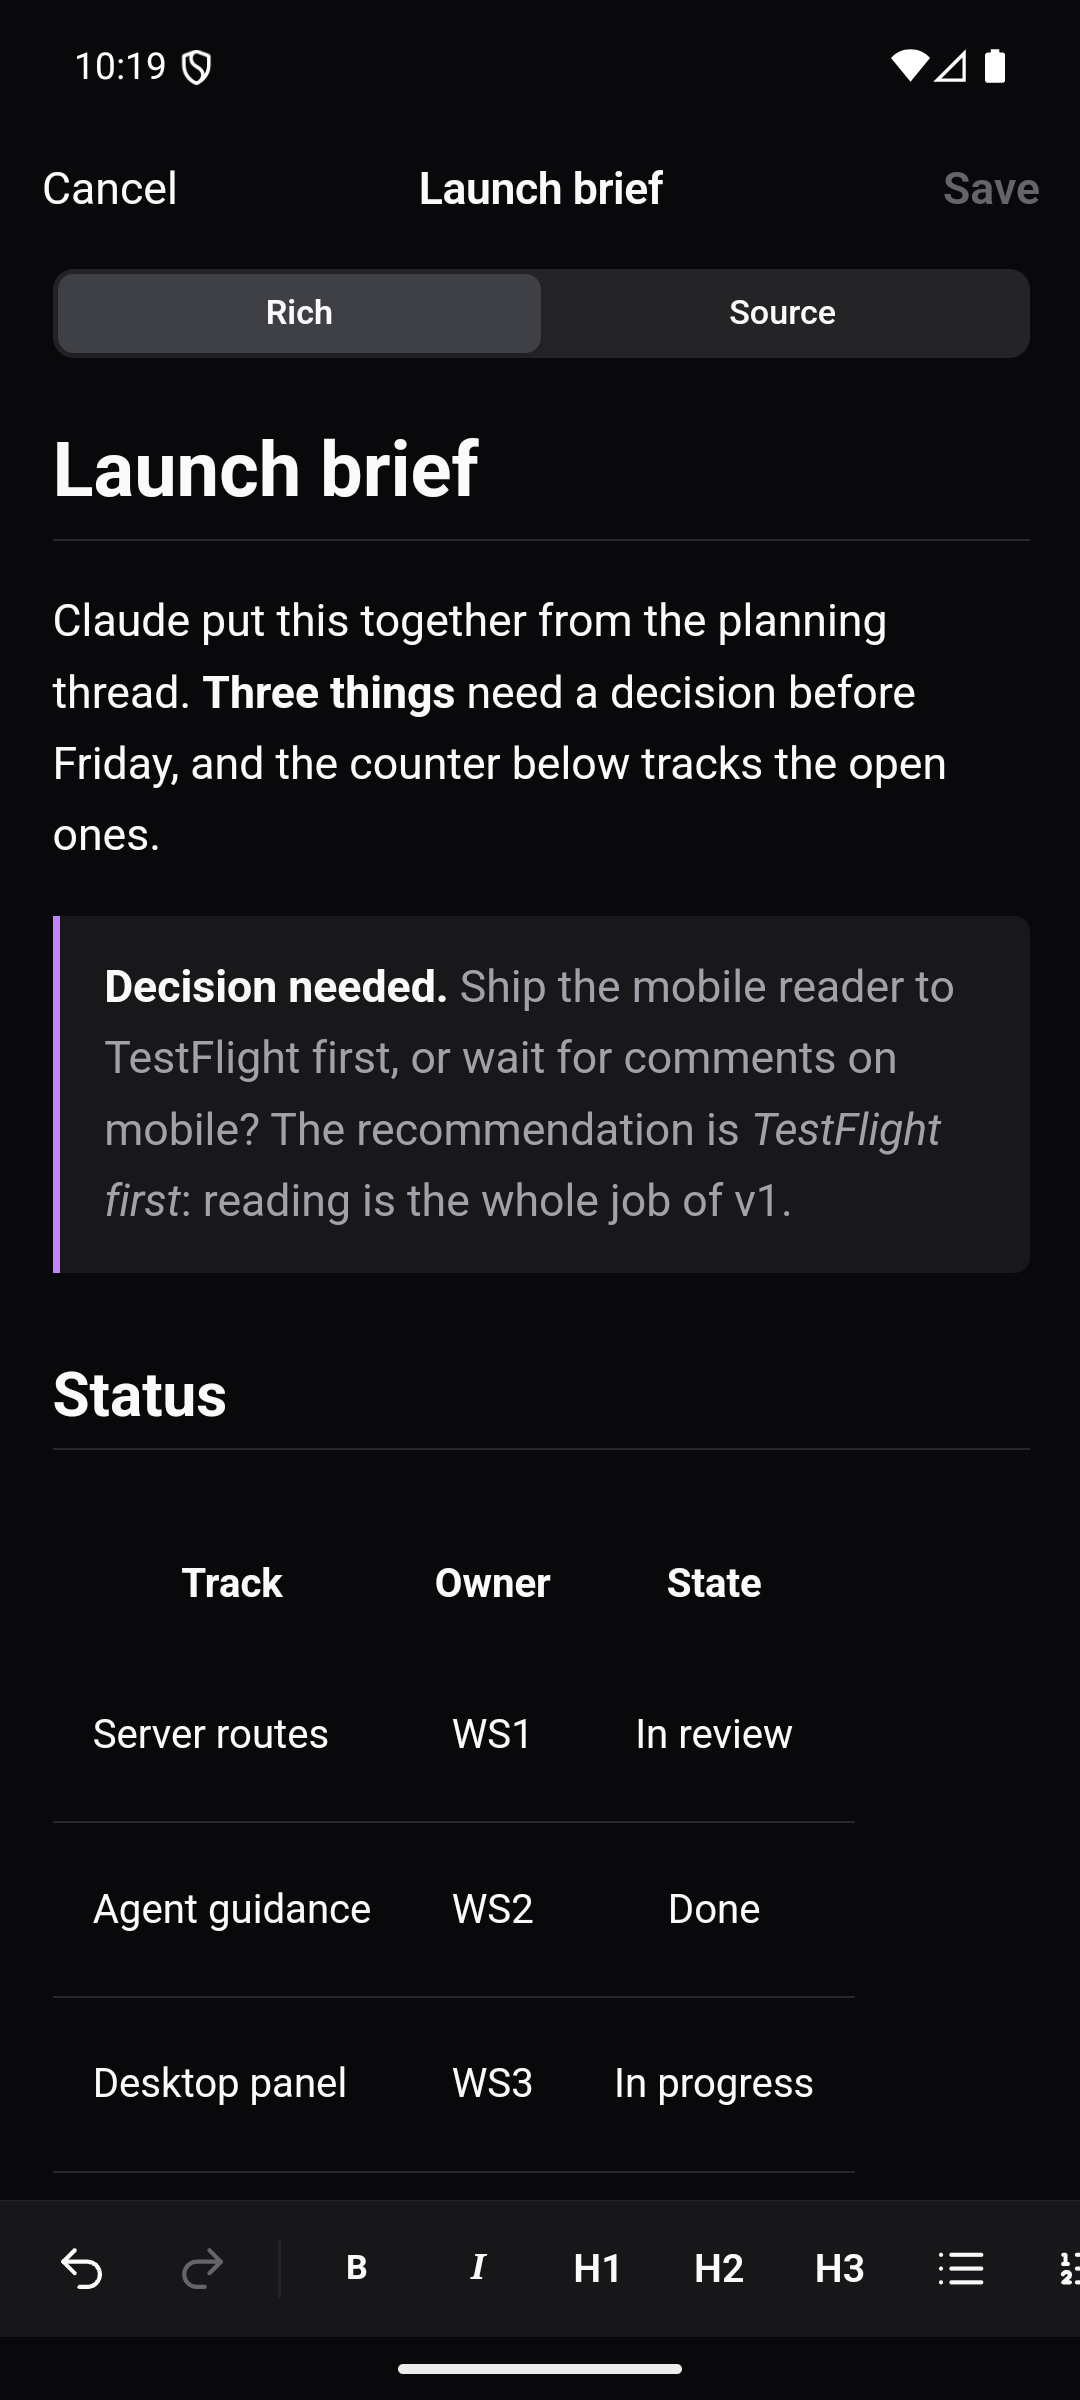 10:19
Cancel Launch brief Save
Rich Source
Launch brief
Claude put this together from the planning
thread. Three things need a decision before
Friday, and the counter below tracks the open
ones.
Decision needed. Ship the mobile reader to
TestFlight first, or wait for comments on
mobile? The recommendation is TestFlight
first: reading is the whole job of v1.
Status
Track Owner State
Server routes WS1 In review
Agent guidance WS2 Done
Desktop panel WS3 In progress
B I H1 H2 H3